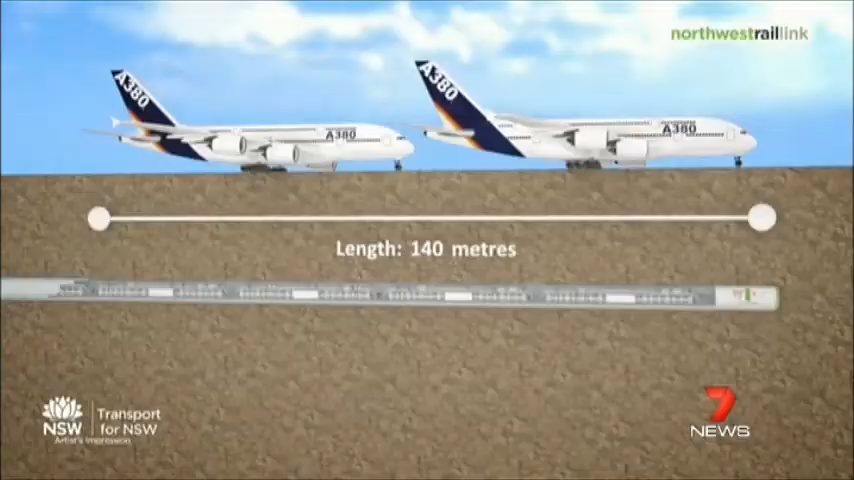 northwestraillink
A380
A380
A380
A380
Length: 140 metres
NSW
Transport
for NSW
Artist's Impression
7
NEWS